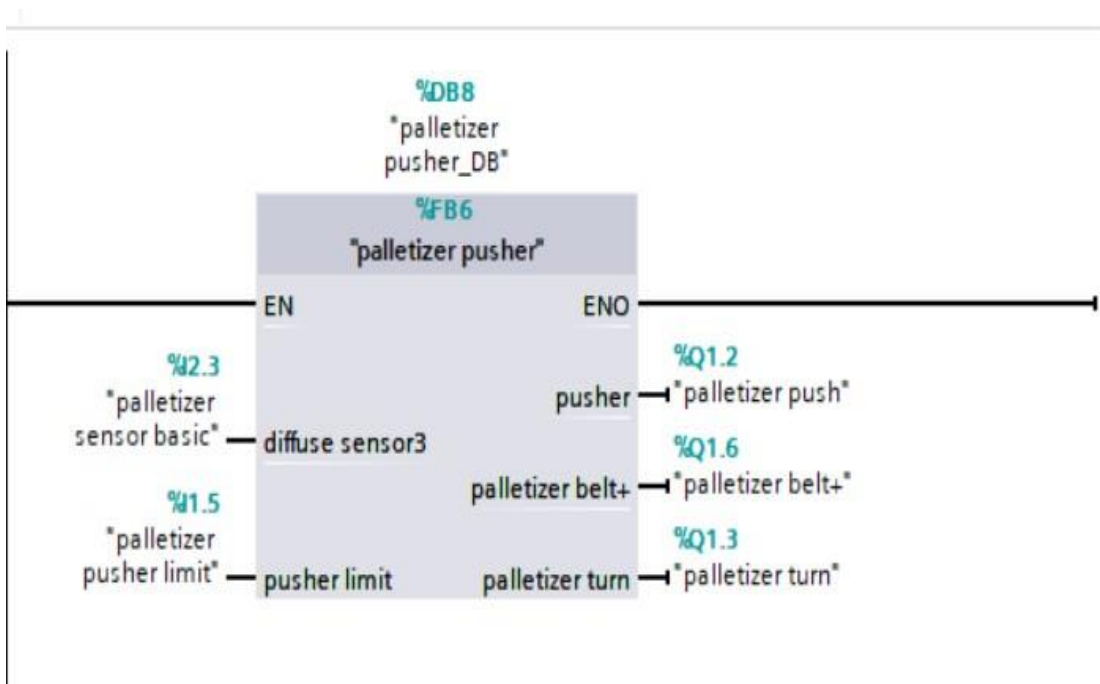 %DB8
"palletizer
pusher_DB"
%FB6
"palletizer pusher"
EN
ENO
%I2.3
"palletizer
sensor basic"
diffuse sensor3
%I1.5
"palletizer
pusher limit"
pusher limit
pusher
%Q1.2
"palletizer push"
palletizer belt+
%Q1.6
"palletizer belt+"
palletizer turn
%Q1.3
"palletizer turn"